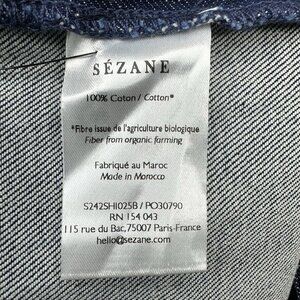 SÉZANE
100% Coton / Cotton*
*Fibre issue de l'agriculture biologique
Fiber from organic farming
Fabriqué au Maroc
Made in Morocco
S242SHI025B / PO30790
RN 154 043
115 rue du Bac, 75007 Paris-France
hello@sezane.com